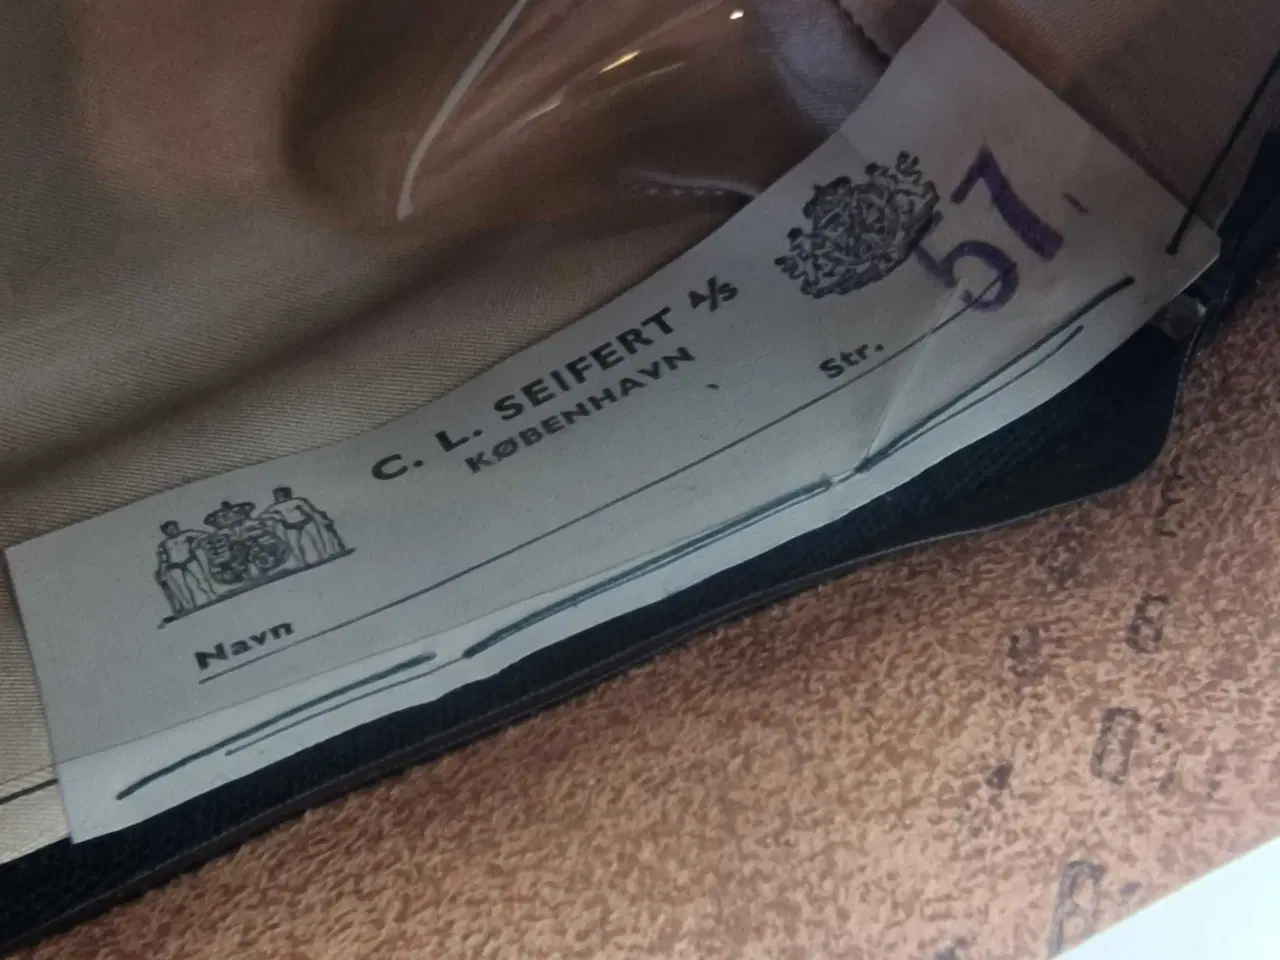 C. L. SEIFERT A/S
KØBENHAVN
Navn
Str. 57